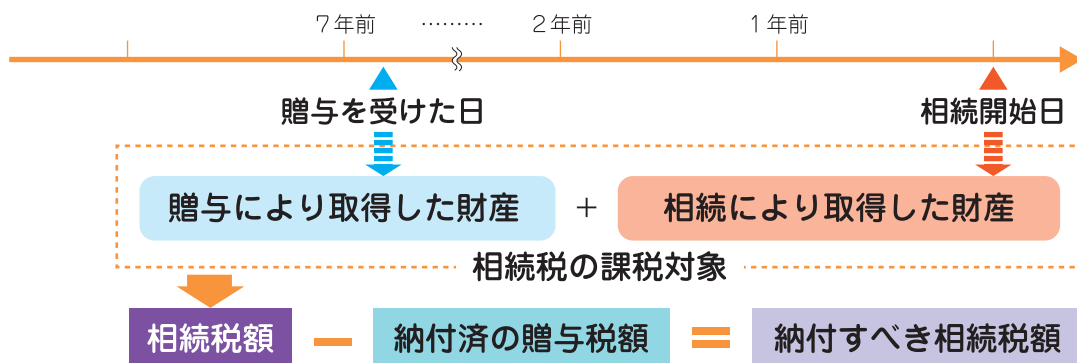 ７年前 ……… ２年前 １年前
贈与を受けた日 相続開始日
贈与により取得した財産 + 相続により取得した財産
相続税の課税対象
相続税額 − 納付済の贈与税額 = 納付すべき相続税額